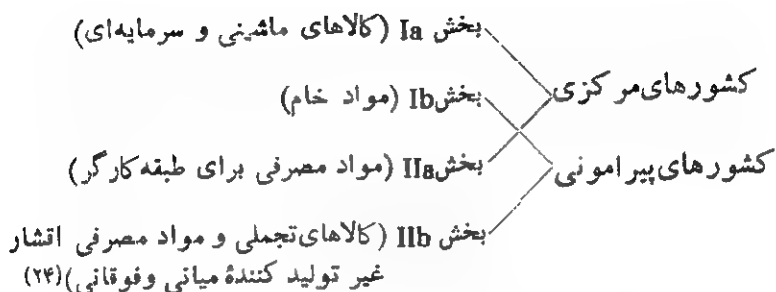 بخش Ia (کالاهای ماشینی و سرمایه‌ای)
کشورهای مرکزی
بخش Ib (مواد خام)
کشورهای پیرامونی
بخش IIa (مواد مصرفی برای طبقه کارگر)
بخش IIb (کالاهای تجملی و مواد مصرفی اقشار
غیر تولید کنندهٔ میانی و فوقانی)(۲۴)